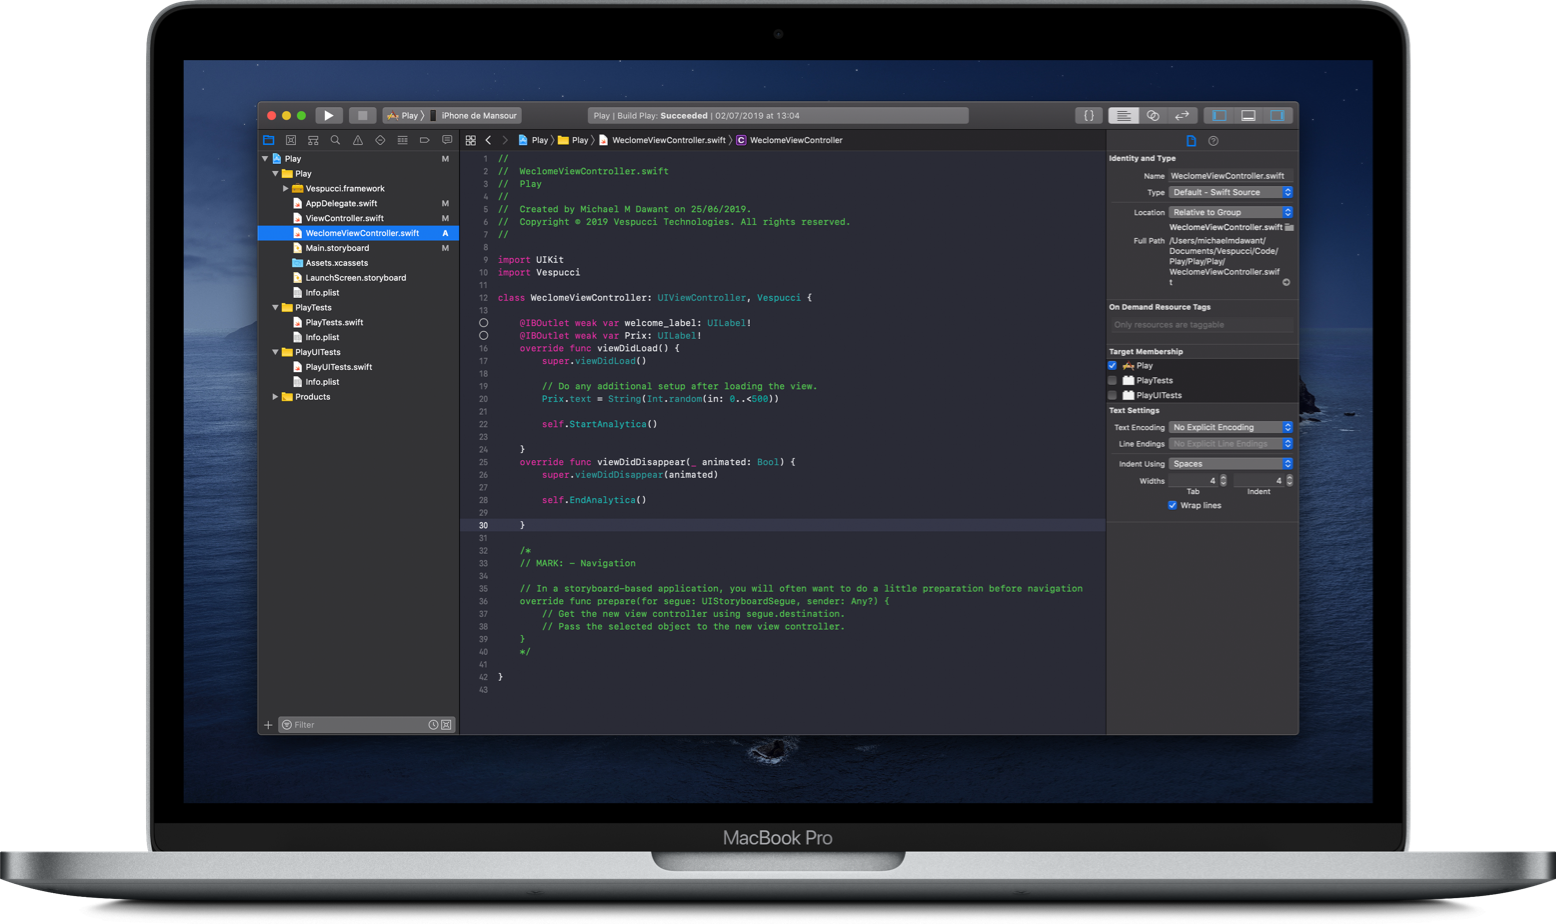 Play ⟩ iPhone de Mansour
Play | Build Play: Succeeded | 02/07/2019 at 13:04
{ }
Play ⟩ Play ⟩ WeclomeViewController.swift ⟩ C WeclomeViewController
Play M
Play
Vespucci.framework
AppDelegate.swift M
ViewController.swift M
WeclomeViewController.swift A
Main.storyboard M
Assets.xcassets
LaunchScreen.storyboard
Info.plist
PlayTests
PlayTests.swift
Info.plist
PlayUITests
PlayUITests.swift
Info.plist
Products
Filter
1 //
2 // WeclomeViewController.swift
3 // Play
4 //
5 // Created by Michael M Dawant on 25/06/2019.
6 // Copyright © 2019 Vespucci Technologies. All rights reserved.
7 //
8
9 import UIKit
10 import Vespucci
11
12 class WeclomeViewController: UIViewController, Vespucci {
13
@IBOutlet weak var welcome_label: UILabel!
@IBOutlet weak var Prix: UILabel!
16 override func viewDidLoad() {
17 super.viewDidLoad()
18
19 // Do any additional setup after loading the view.
20 Prix.text = String(Int.random(in: 0..<500))
21
22 self.StartAnalytica()
23
24 }
25 override func viewDidDisappear(_ animated: Bool) {
26 super.viewDidDisappear(animated)
27
28 self.EndAnalytica()
29
30 }
31
32 /*
33 // MARK: - Navigation
34
35 // In a storyboard-based application, you will often want to do a little preparation before navigation
36 override func prepare(for segue: UIStoryboardSegue, sender: Any?) {
37 // Get the new view controller using segue.destination.
38 // Pass the selected object to the new view controller.
39 }
40 */
41
42 }
43
Identity and Type
Name WeclomeViewController.swift
Type Default - Swift Source
Location Relative to Group
WeclomeViewController.swift
Full Path /Users/michaelmdawant/
Documents/Vespucci/Code/
Play/Play/Play/
WeclomeViewController.swif
t
On Demand Resource Tags
Only resources are taggable
Target Membership
Play
PlayTests
PlayUITests
Text Settings
Text Encoding No Explicit Encoding
Line Endings No Explicit Line Endings
Indent Using Spaces
Widths 4 4
Tab Indent
Wrap lines
MacBook Pro